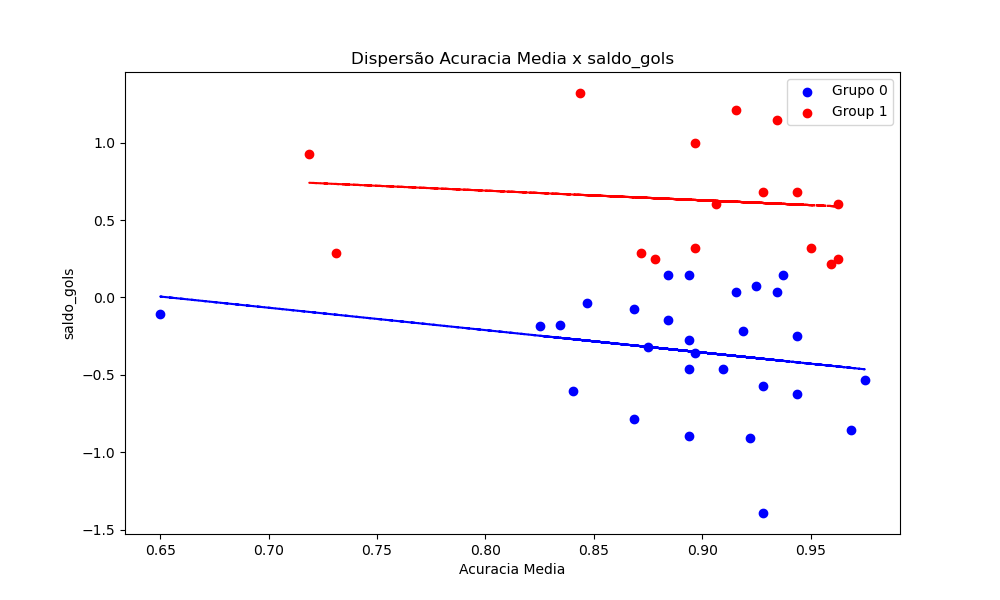 Dispersão Acuracia Media x saldo_gols
Grupo 0
Group 1
saldo_gols
1.0
0.5
0.0
−0.5
−1.0
−1.5
0.65 0.70 0.75 0.80 0.85 0.90 0.95
Acuracia Media